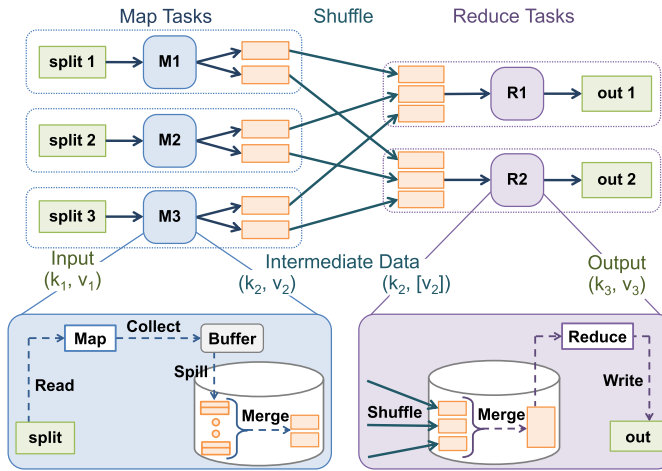 Map Tasks
Shuffle
Reduce Tasks
split 1
M1
R1
out 1
split 2
M2
split 3
M3
R2
out 2
Input
(k₁, v₁)
Intermediate Data
(k₂, v₂)
(k₂, [v₂])
Output
(k₃, v₃)
Map
Collect
Buffer
Read
Spill
Merge
split
Shuffle
Merge
Reduce
Write
out